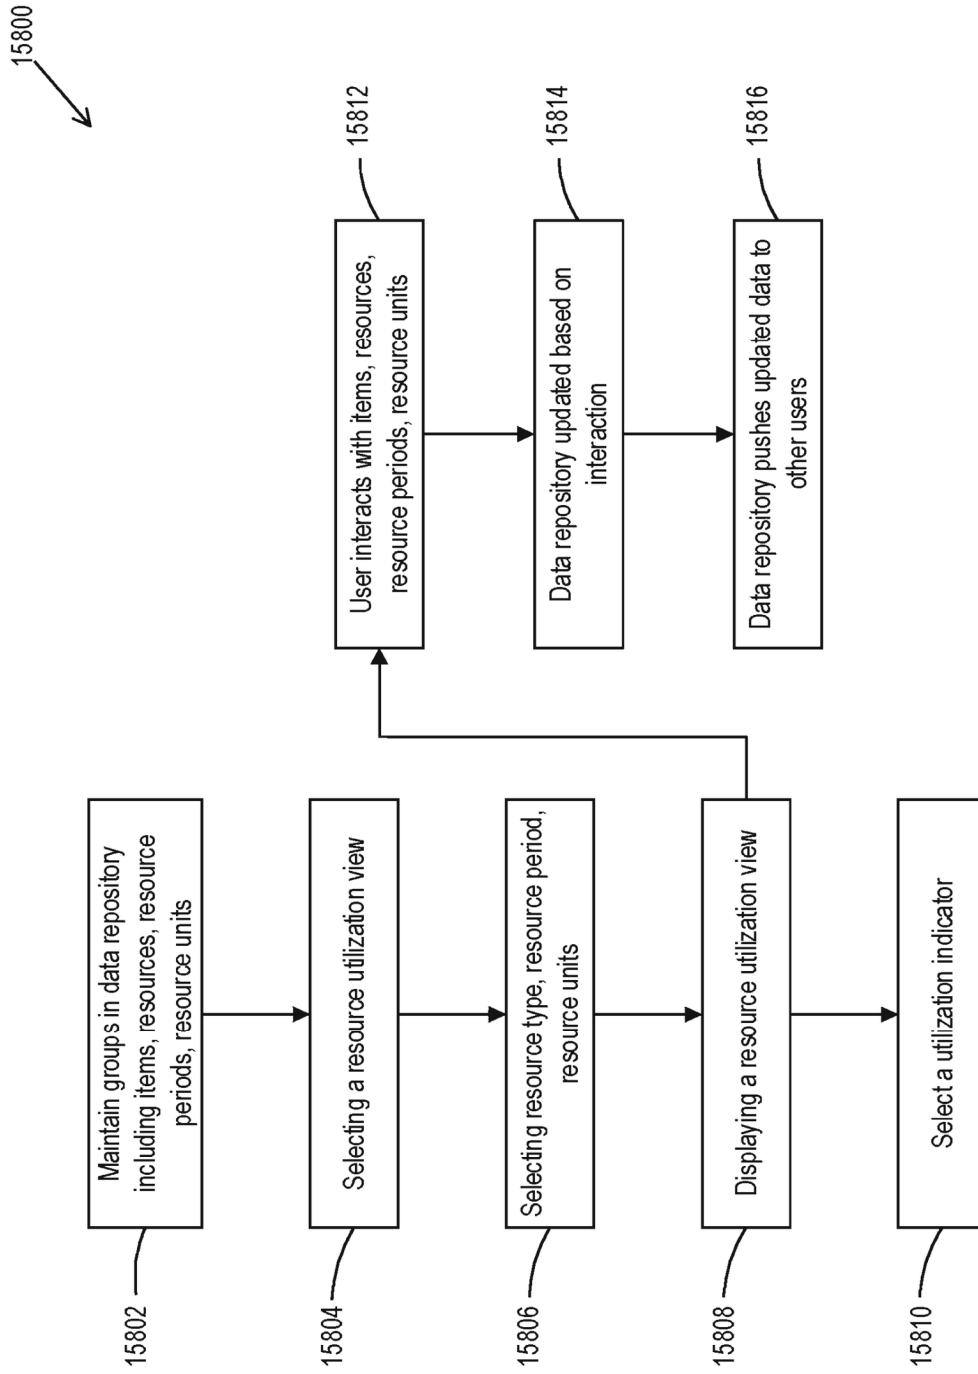 15800
15802
Maintain groups in data repository
including items, resources, resource
periods, resource units
15804
Selecting a resource utilization view
15806
Selecting resource type, resource period,
resource units
15808
Displaying a resource utilization view
15810
Select a utilization indicator
15812
User interacts with items, resources,
resource periods, resource units
15814
Data repository updated based on
interaction
15816
Data repository pushes updated data to
other users